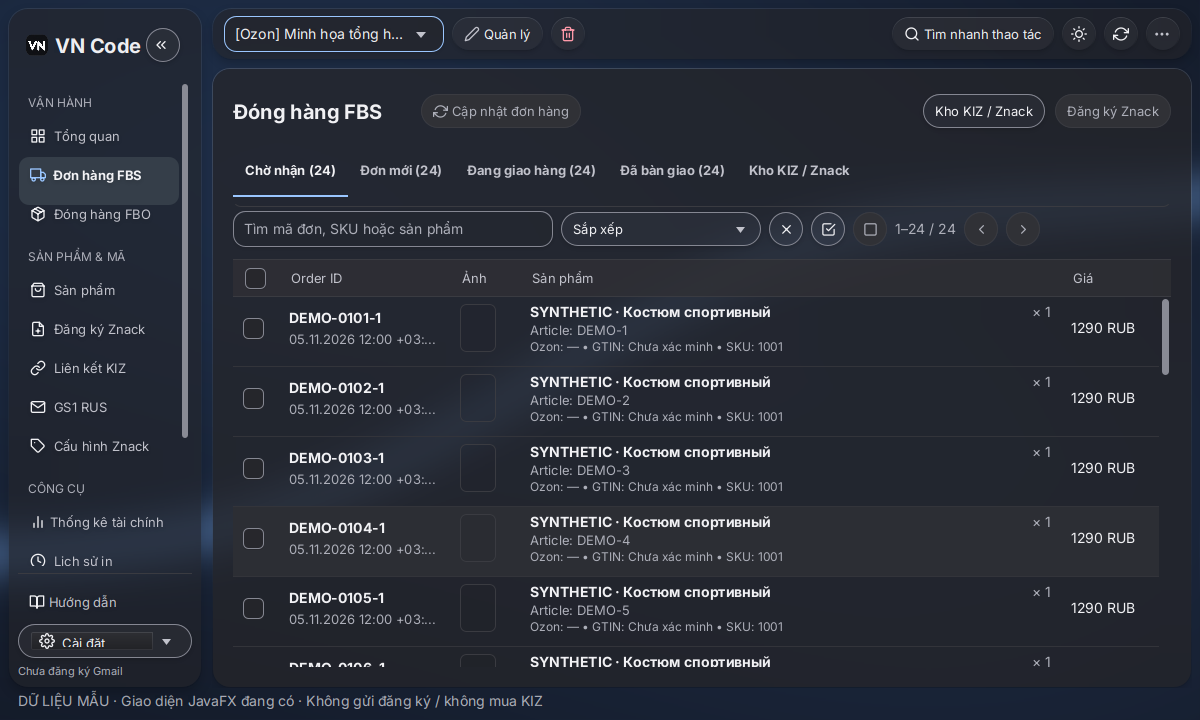 VN VN Code
[Ozon] Minh họa tổng h... Quản lý Tìm nhanh thao tác
VẬN HÀNH
Tổng quan
Đơn hàng FBS
Đóng hàng FBO
SẢN PHẨM & MÃ
Sản phẩm
Đăng ký Znack
Liên kết KIZ
GS1 RUS
Cấu hình Znack
CÔNG CỤ
Thống kê tài chính
Lịch sử in
Hướng dẫn
Cài đặt
Chưa đăng ký Gmail
Đóng hàng FBS Cập nhật đơn hàng Kho KIZ / Znack Đăng ký Znack
Chờ nhận (24) Đơn mới (24) Đang giao hàng (24) Đã bàn giao (24) Kho KIZ / Znack
Tìm mã đơn, SKU hoặc sản phẩm Sắp xếp 1–24 / 24
Order ID Ảnh Sản phẩm Giá
DEMO-0101-1 SYNTHETIC · Костюм спортивный × 1
05.11.2026 12:00 +03:... Article: DEMO-1 1290 RUB
Ozon: — • GTIN: Chưa xác minh • SKU: 1001
DEMO-0102-1 SYNTHETIC · Костюм спортивный × 1
05.11.2026 12:00 +03:... Article: DEMO-2 1290 RUB
Ozon: — • GTIN: Chưa xác minh • SKU: 1001
DEMO-0103-1 SYNTHETIC · Костюм спортивный × 1
05.11.2026 12:00 +03:... Article: DEMO-3 1290 RUB
Ozon: — • GTIN: Chưa xác minh • SKU: 1001
DEMO-0104-1 SYNTHETIC · Костюм спортивный × 1
05.11.2026 12:00 +03:... Article: DEMO-4 1290 RUB
Ozon: — • GTIN: Chưa xác minh • SKU: 1001
DEMO-0105-1 SYNTHETIC · Костюм спортивный × 1
05.11.2026 12:00 +03:... Article: DEMO-5 1290 RUB
Ozon: — • GTIN: Chưa xác minh • SKU: 1001
DEMO-0106-1 SYNTHETIC · Костюм спортивный × 1
DỮ LIỆU MẪU · Giao diện JavaFX đang có · Không gửi đăng ký / không mua KIZ